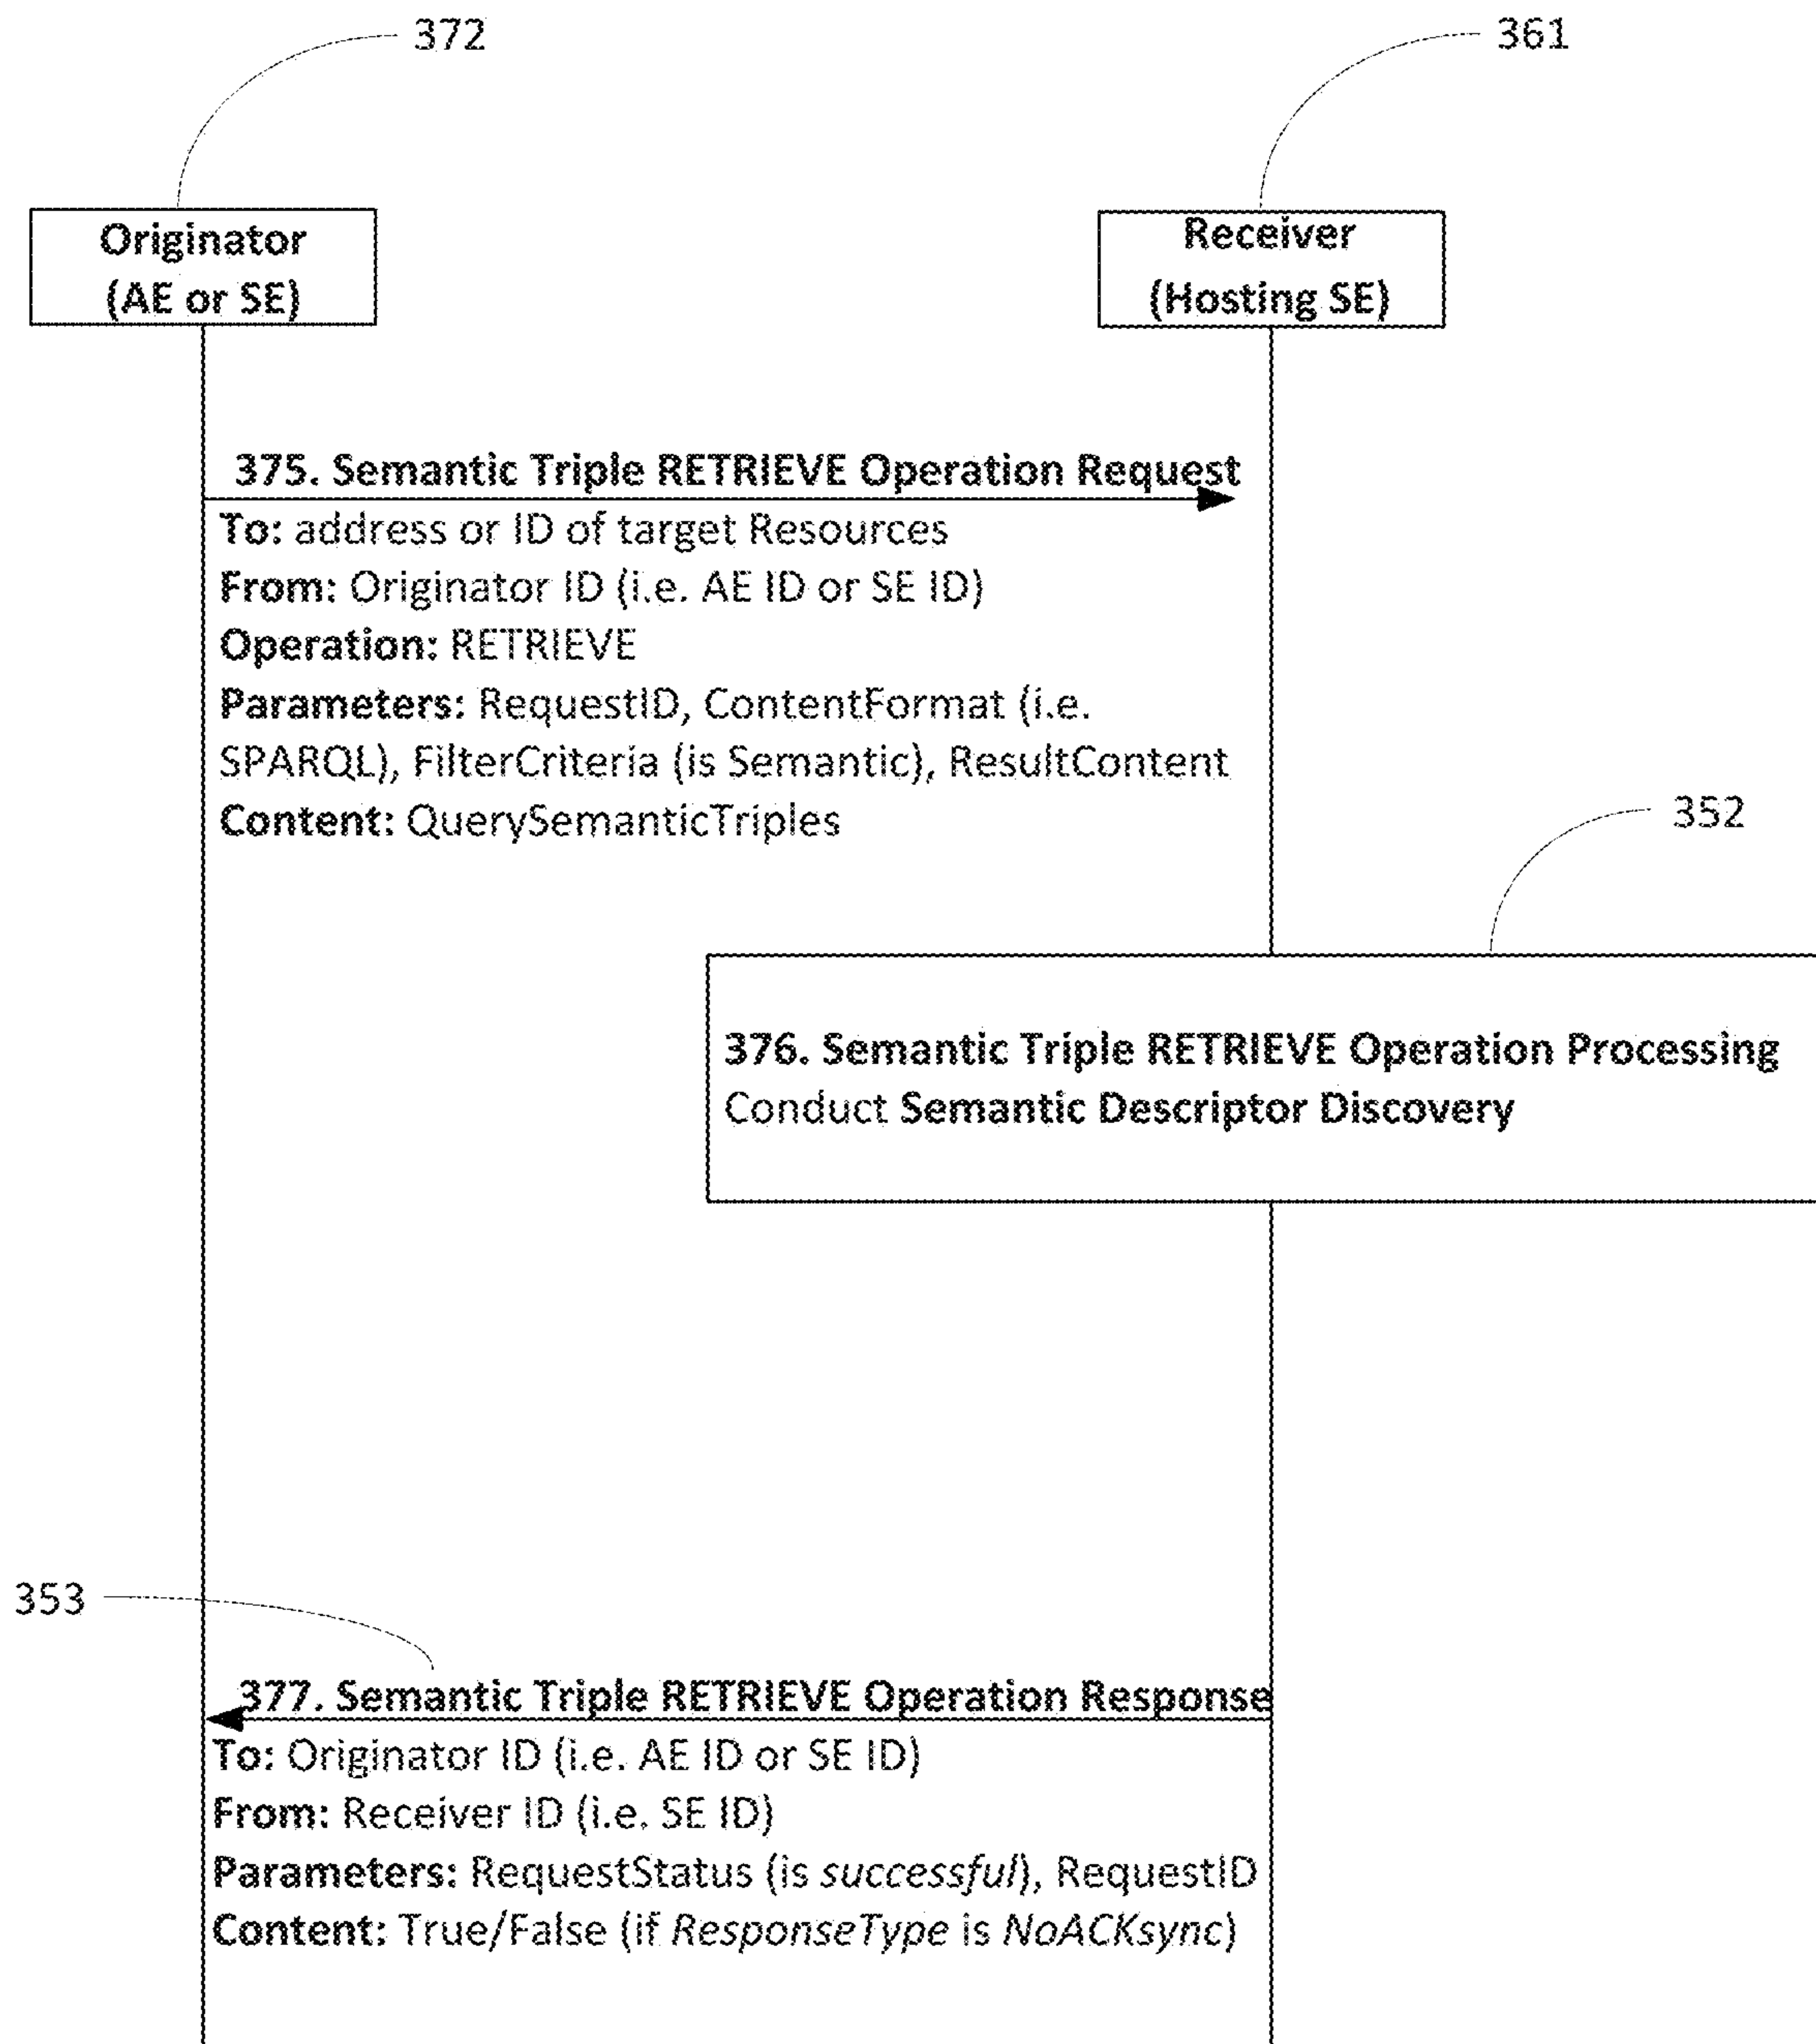 372
361
Originator
(AE or SE)
Receiver
(Hosting SE)
375. Semantic Triple RETRIEVE Operation Request
To: address or ID of target Resources
From: Originator ID (i.e. AE ID or SE ID)
Operation: RETRIEVE
Parameters: RequestID, ContentFormat (i.e.
SPARQL), FilterCriteria (is Semantic), ResultContent
Content: QuerySemanticTriples
352
376. Semantic Triple RETRIEVE Operation Processing
Conduct Semantic Descriptor Discovery
353
377. Semantic Triple RETRIEVE Operation Response
To: Originator ID (i.e. AE ID or SE ID)
From: Receiver ID (i.e. SE ID)
Parameters: RequestStatus (is successful), RequestID
Content: True/False (if ResponseType is NoACKsync)